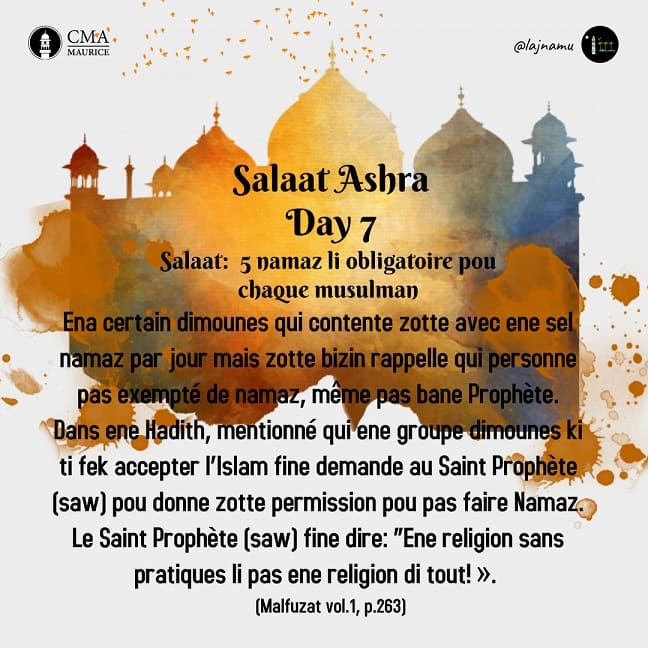 CMA
MAURICE
@lajnamu
Salaat Ashra
Day 7
Salaat: 5 namaz li obligatoire pou
chaque musulman
Ena certain dimounes qui contente zotte avec ene sel
namaz par jour mais zotte bizin rappelle qui personne
pas exempté de namaz, même pas bane Prophète.
Dans ene Hadith, mentionné qui ene groupe dimounes ki
ti fek accepter l'Islam fine demande au Saint Prophète
(saw) pou donne zotte permission pou pas faire Namaz.
Le Saint Prophète (saw) fine dire: "Ene religion sans
pratiques li pas ene religion di tout! ».
(Malfuzat vol.1, p.263)